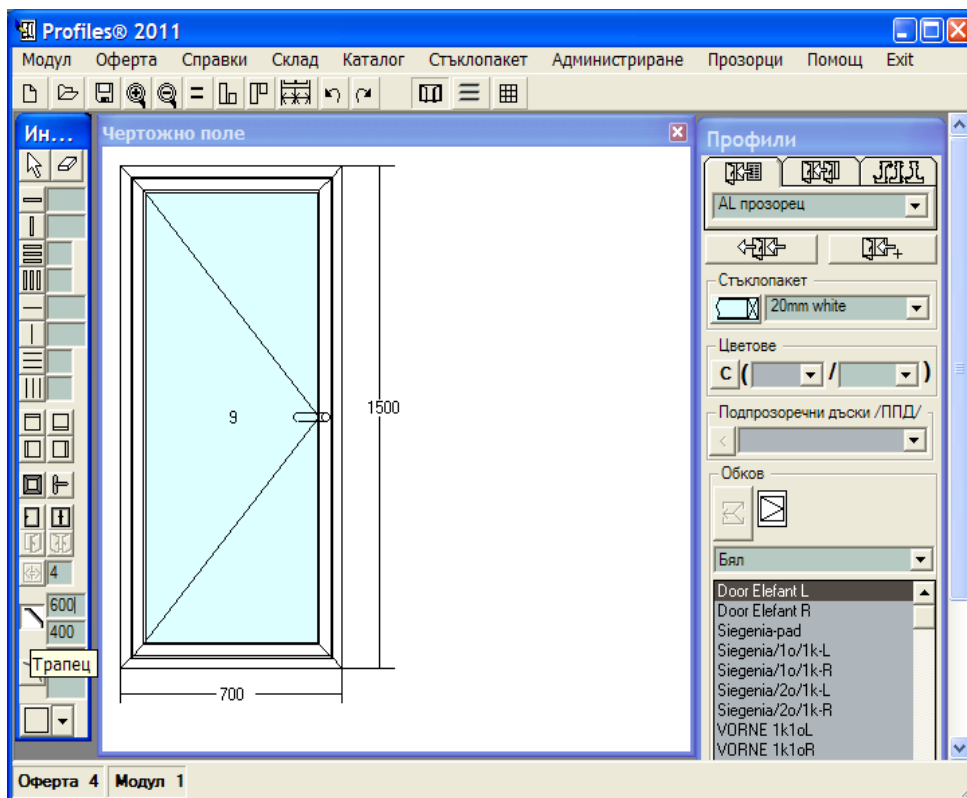 Profiles® 2011
Модул Оферта Справки Склад Каталог Стъклопакет Администриране Прозорци Помощ Exit
Ин...
Чертожно поле
Профили
AL прозорец
Стъклопакет
20mm white
Цветове
C ( / )
Подпрозоречни дъски /ППД/
<
Обков
Бял
Door Elefant L
Door Elefant R
Siegenia-pad
Siegenia/1o/1k-L
Siegenia/1o/1k-R
Siegenia/2o/1k-L
Siegenia/2o/1k-R
VORNE 1k1oL
VORNE 1k1oR
9
1500
700
4
600
400
Трапец
Оферта 4 Модул 1